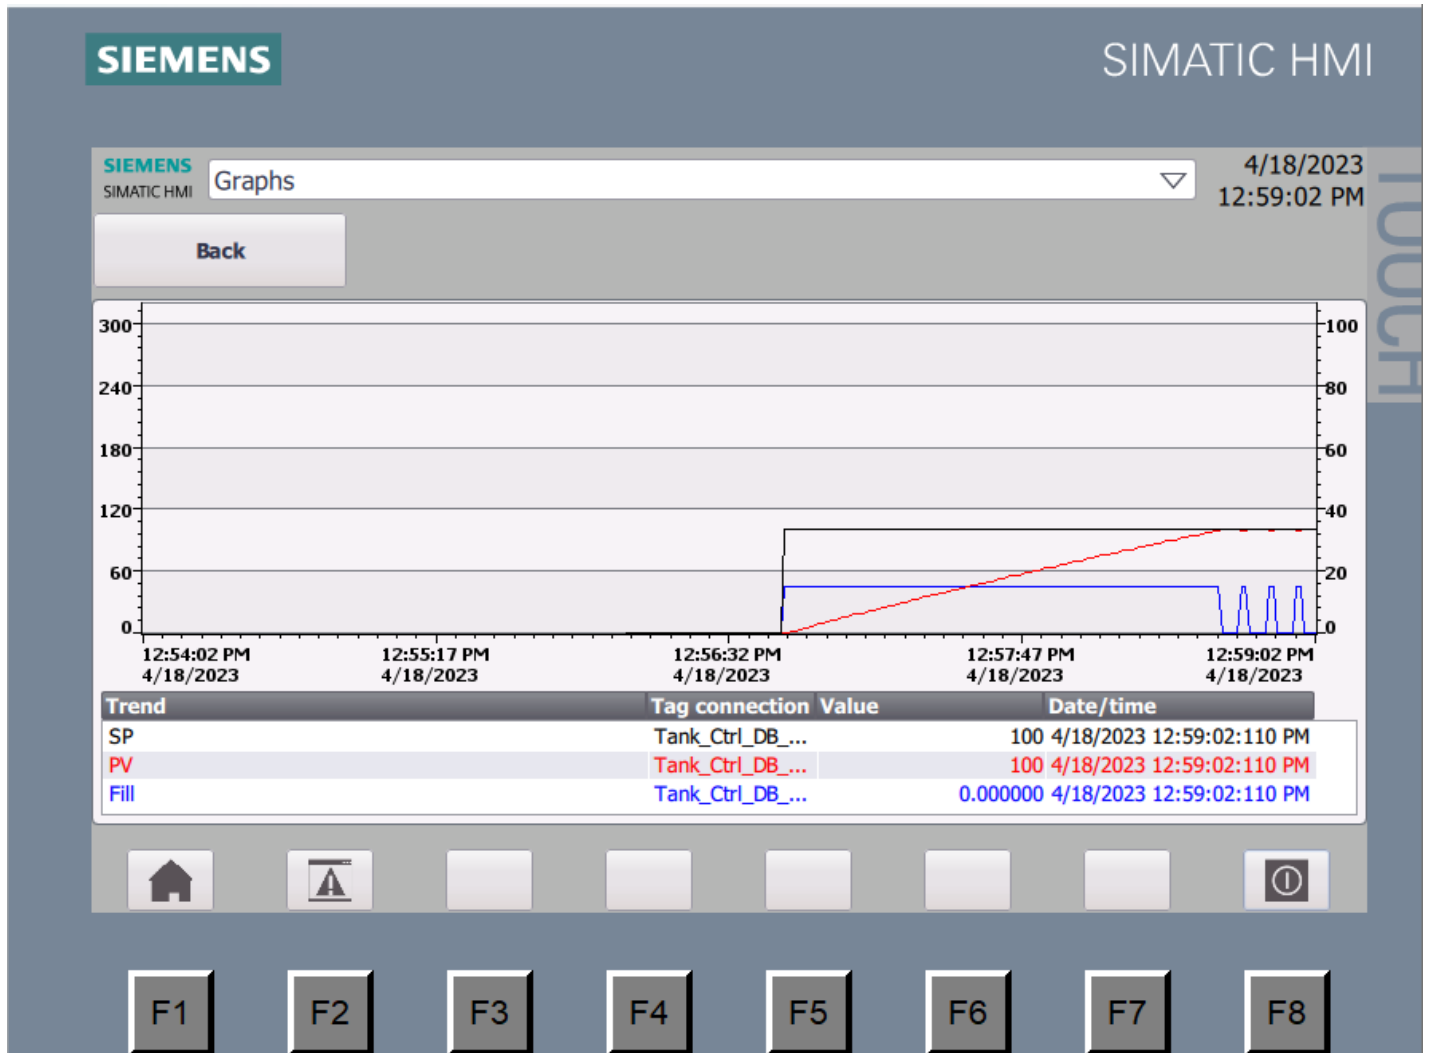 SIEMENS
SIMATIC HMI
SIEMENS
SIMATIC HMI
Graphs
4/18/2023
12:59:02 PM
TOUCH
Back
300
240
180
120
60
0
100
80
60
40
20
0
12:54:02 PM 12:55:17 PM 12:56:32 PM 12:57:47 PM 12:59:02 PM
4/18/2023 4/18/2023 4/18/2023 4/18/2023 4/18/2023
Trend Tag connection Value Date/time
SP Tank_Ctrl_DB_... 100 4/18/2023 12:59:02:110 PM
PV Tank_Ctrl_DB_... 100 4/18/2023 12:59:02:110 PM
Fill Tank_Ctrl_DB_... 0.000000 4/18/2023 12:59:02:110 PM
F1 F2 F3 F4 F5 F6 F7 F8